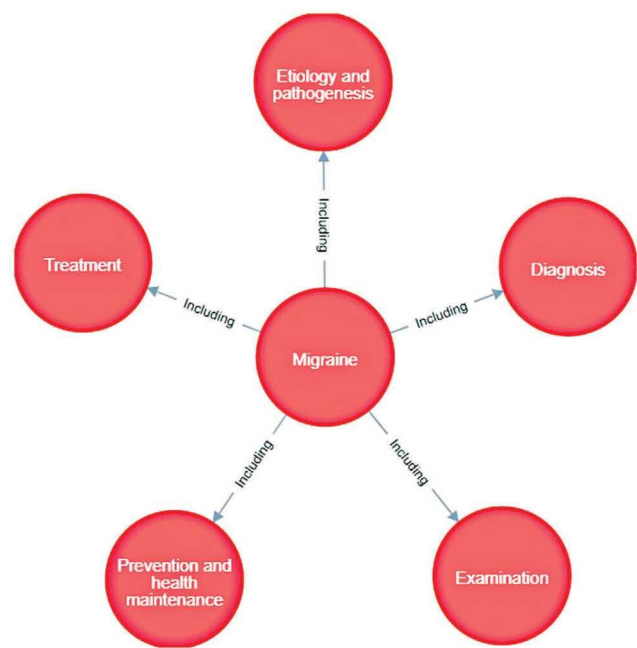 Etiology and
pathogenesis
Including
Treatment
Including
Including
Diagnosis
Migraine
Including
Including
Prevention and
health
maintenance
Examination